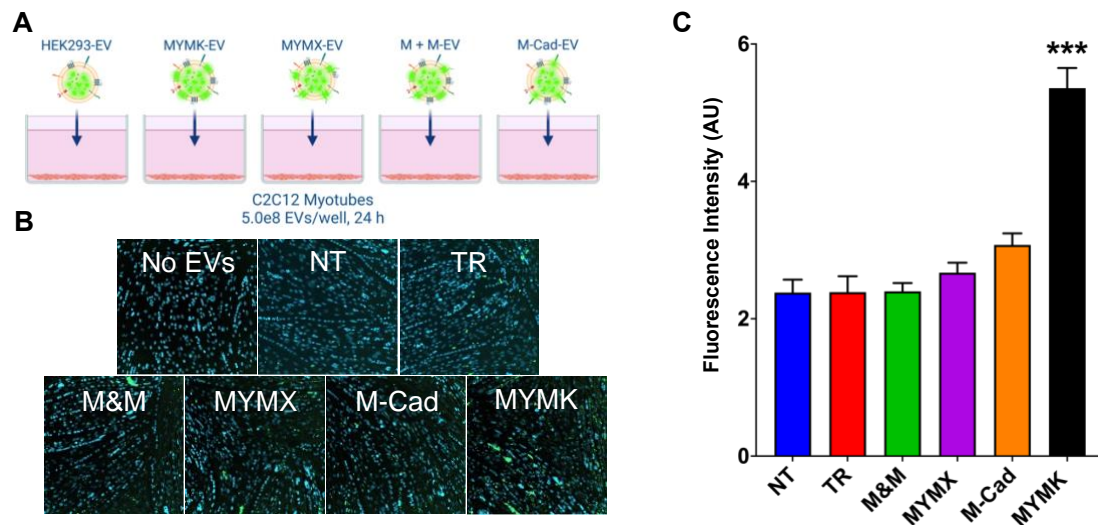 A
HEK293-EV MYMK-EV MYMX-EV M + M-EV M-Cad-EV
C2C12 Myotubes
5.0e8 EVs/well, 24 h
B
No EVs NT TR
M&M MYMX M-Cad MYMK
C
Fluorescence Intensity (AU)
6
4
2
0
***
NT TR M&M MYMX M-Cad MYMK